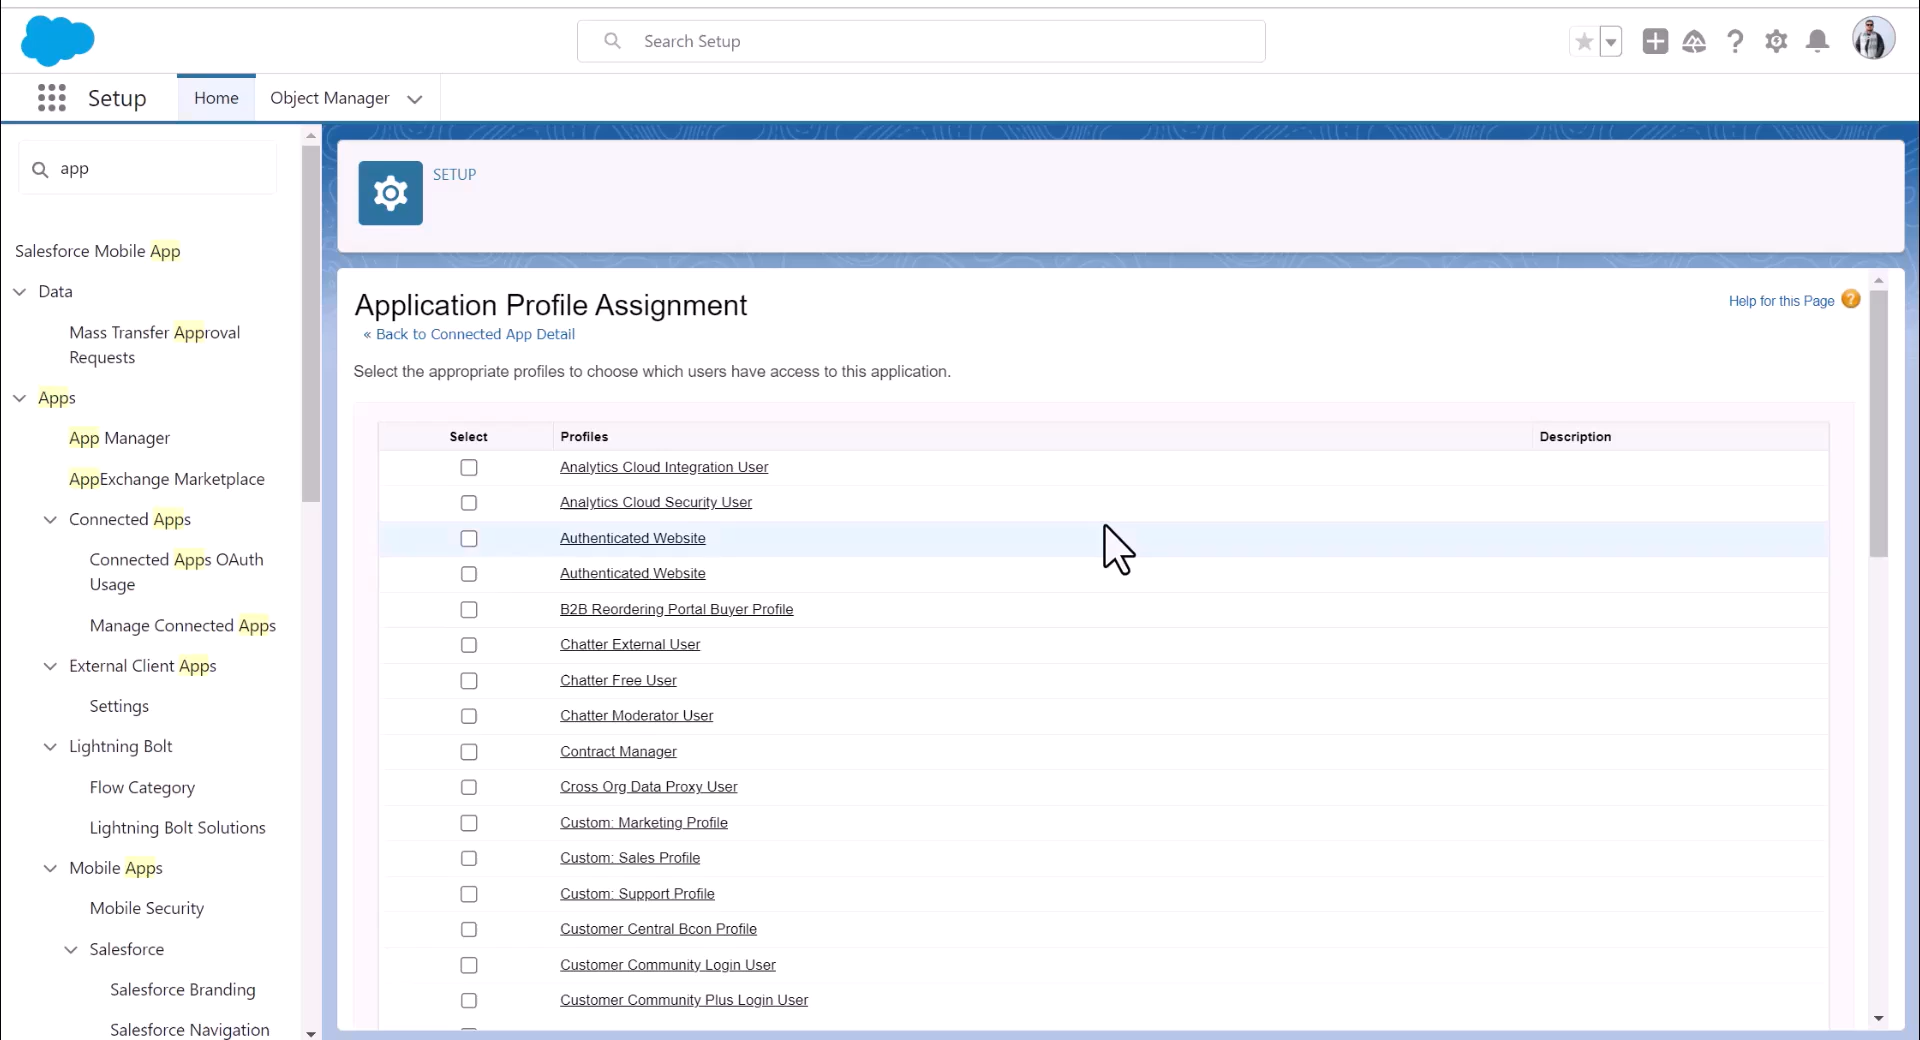 Search Setup
Setup
Home
Object Manager
app
Salesforce Mobile App
Data
Mass Transfer Approval
Requests
Apps
App Manager
AppExchange Marketplace
Connected Apps
Connected Apps OAuth
Usage
Manage Connected Apps
External Client Apps
Settings
Lightning Bolt
Flow Category
Lightning Bolt Solutions
Mobile Apps
Mobile Security
Salesforce
Salesforce Branding
Salesforce Navigation
SETUP
Application Profile Assignment
Help for this Page ?
« Back to Connected App Detail
Select the appropriate profiles to choose which users have access to this application.
Select Profiles Description
Analytics Cloud Integration User
Analytics Cloud Security User
Authenticated Website
Authenticated Website
B2B Reordering Portal Buyer Profile
Chatter External User
Chatter Free User
Chatter Moderator User
Contract Manager
Cross Org Data Proxy User
Custom: Marketing Profile
Custom: Sales Profile
Custom: Support Profile
Customer Central Bcon Profile
Customer Community Login User
Customer Community Plus Login User